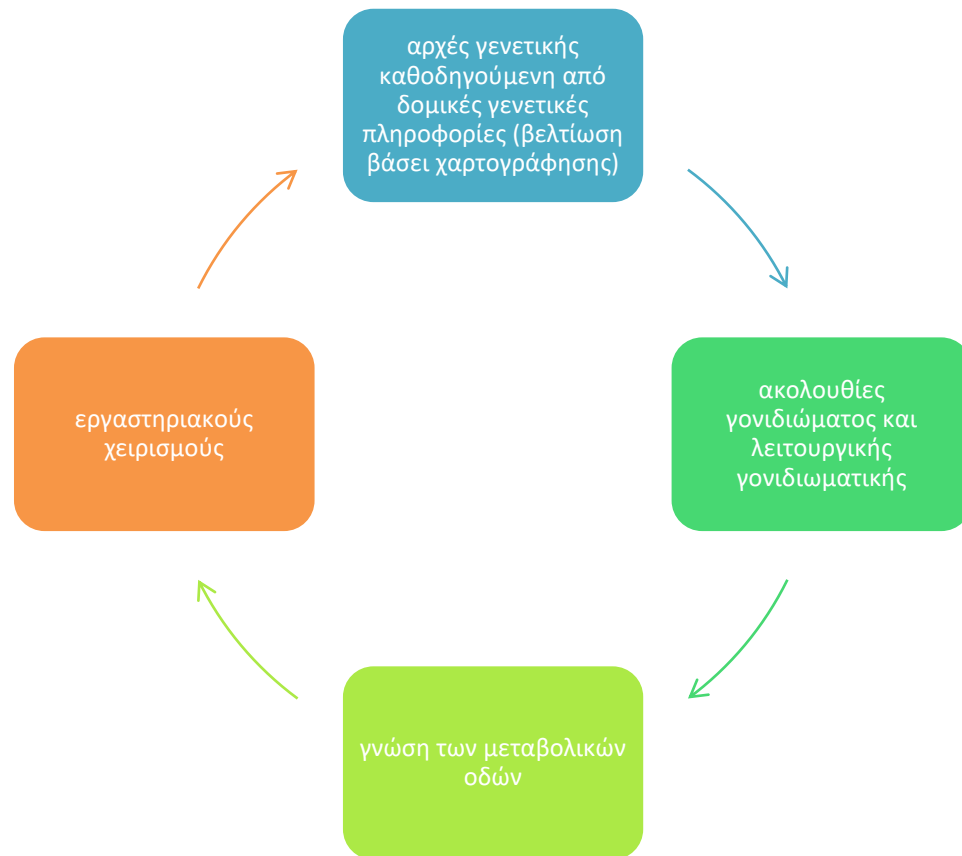 αρχές γενετικής
καθοδηγούμενη από
δομικές γενετικές
πληροφορίες (βελτίωση
βάσει χαρτογράφησης)
ακολουθίες
γονιδιώματος και
λειτουργικής
γονιδιωματικής
γνώση των μεταβολικών
οδών
εργαστηριακούς
χειρισμούς